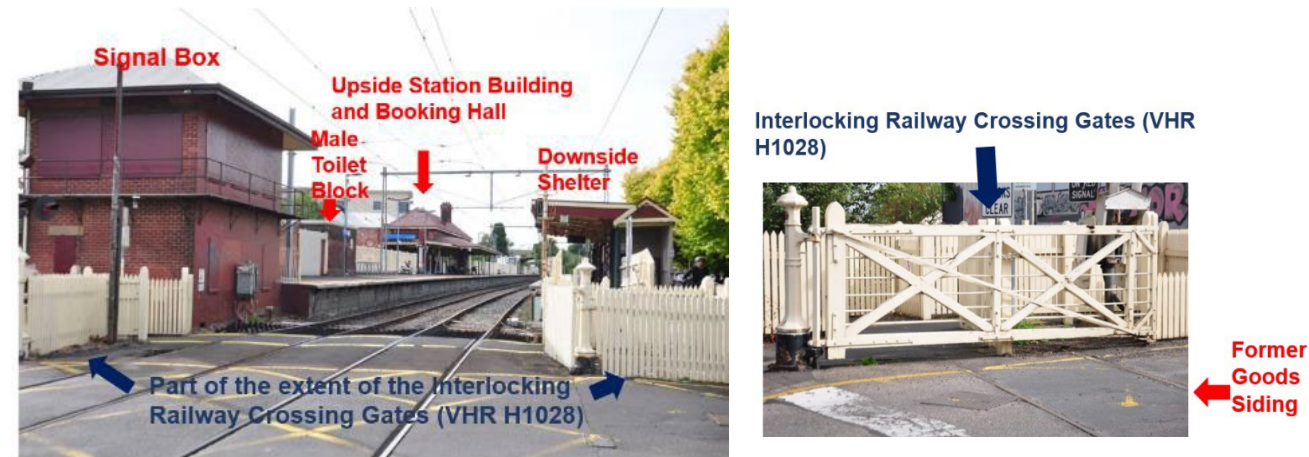 Signal Box
Upside Station Building
and Booking Hall
Male
Toilet
Block
Downside
Shelter
Part of the extent of the Interlocking
Railway Crossing Gates (VHR H1028)
Interlocking Railway Crossing Gates (VHR
H1028)
CLEAR
SIGNAL
Former
Goods
Siding